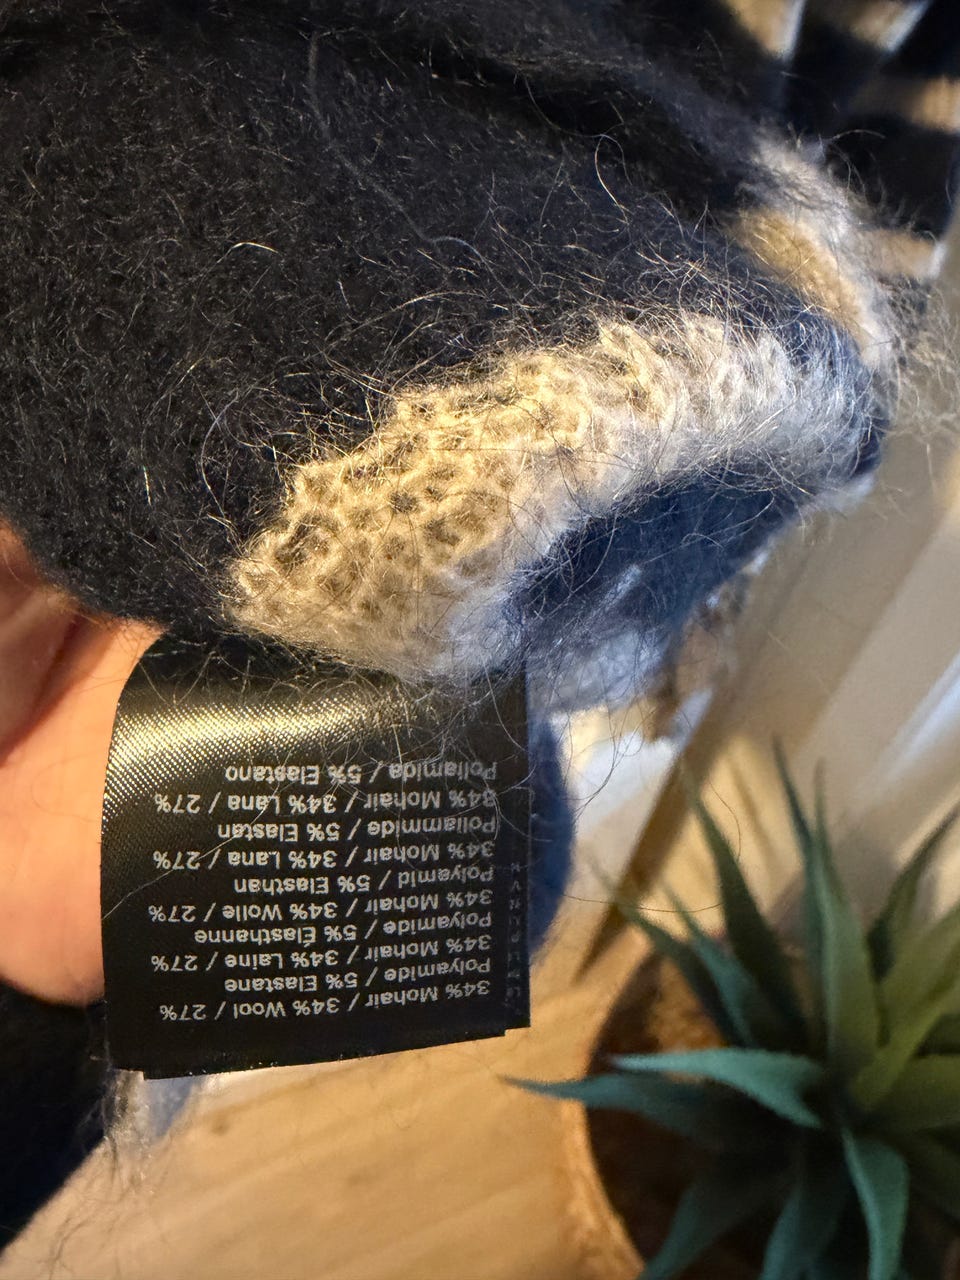 34% Mohair / 34% Wool / 27%
Polyamide / 5% Elastane
34% Mohair / 34% Laine / 27%
Polyamide / 5% Élasthanne
34% Mohair / 34% Wolle / 27%
Polyamid / 5% Elasthan
34% Mohair / 34% Lana / 27%
Poliammide / 5% Elastan
34% Mohair / 34% Lana / 27%
Poliamida / 5% Elastano